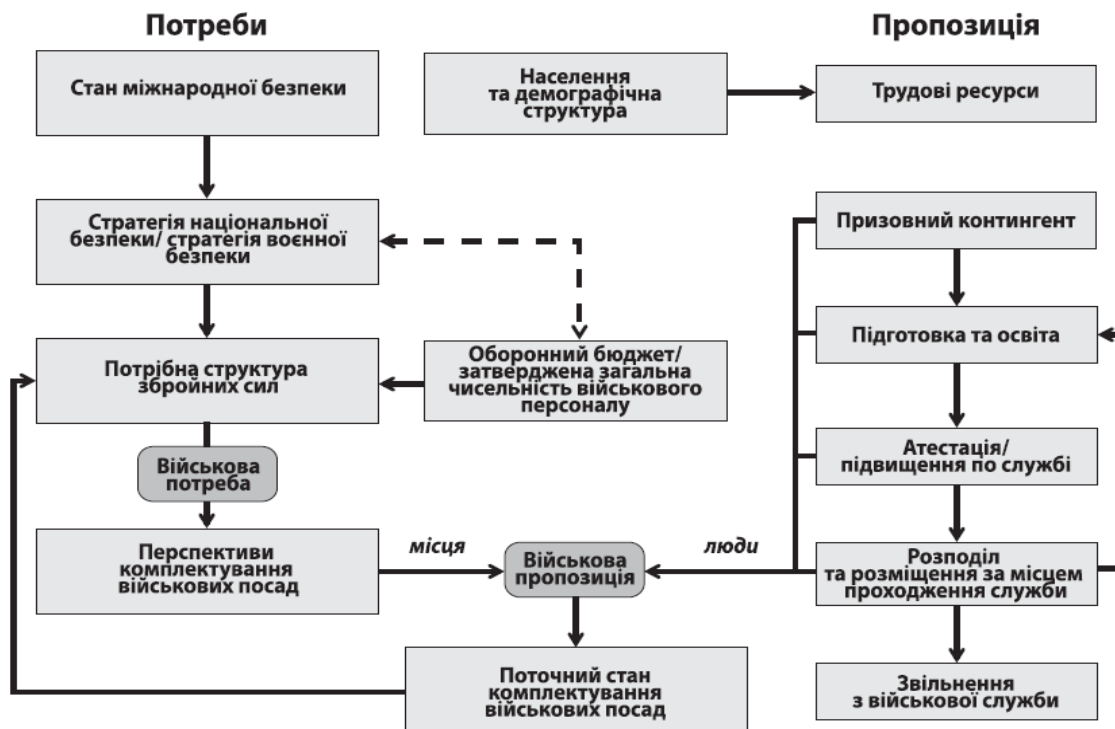 Потреби
Пропозиція
Стан міжнародної безпеки
Населення
та демографічна
структура
Трудові ресурси
Стратегія національної
безпеки/ стратегія воєнної
безпеки
Призовний контингент
Потрібна структура
збройних сил
Оборонний бюджет/
затверджена загальна
чисельність військового
персоналу
Підготовка та освіта
Військова
потреба
Атестація/
підвищення по службі
Перспективи
комплектування
військових посад
місця
Військова
пропозиція
люди
Розподіл
та розміщення за місцем
проходження служби
Поточний стан
комплектування
військових посад
Звільнення
з військової служби